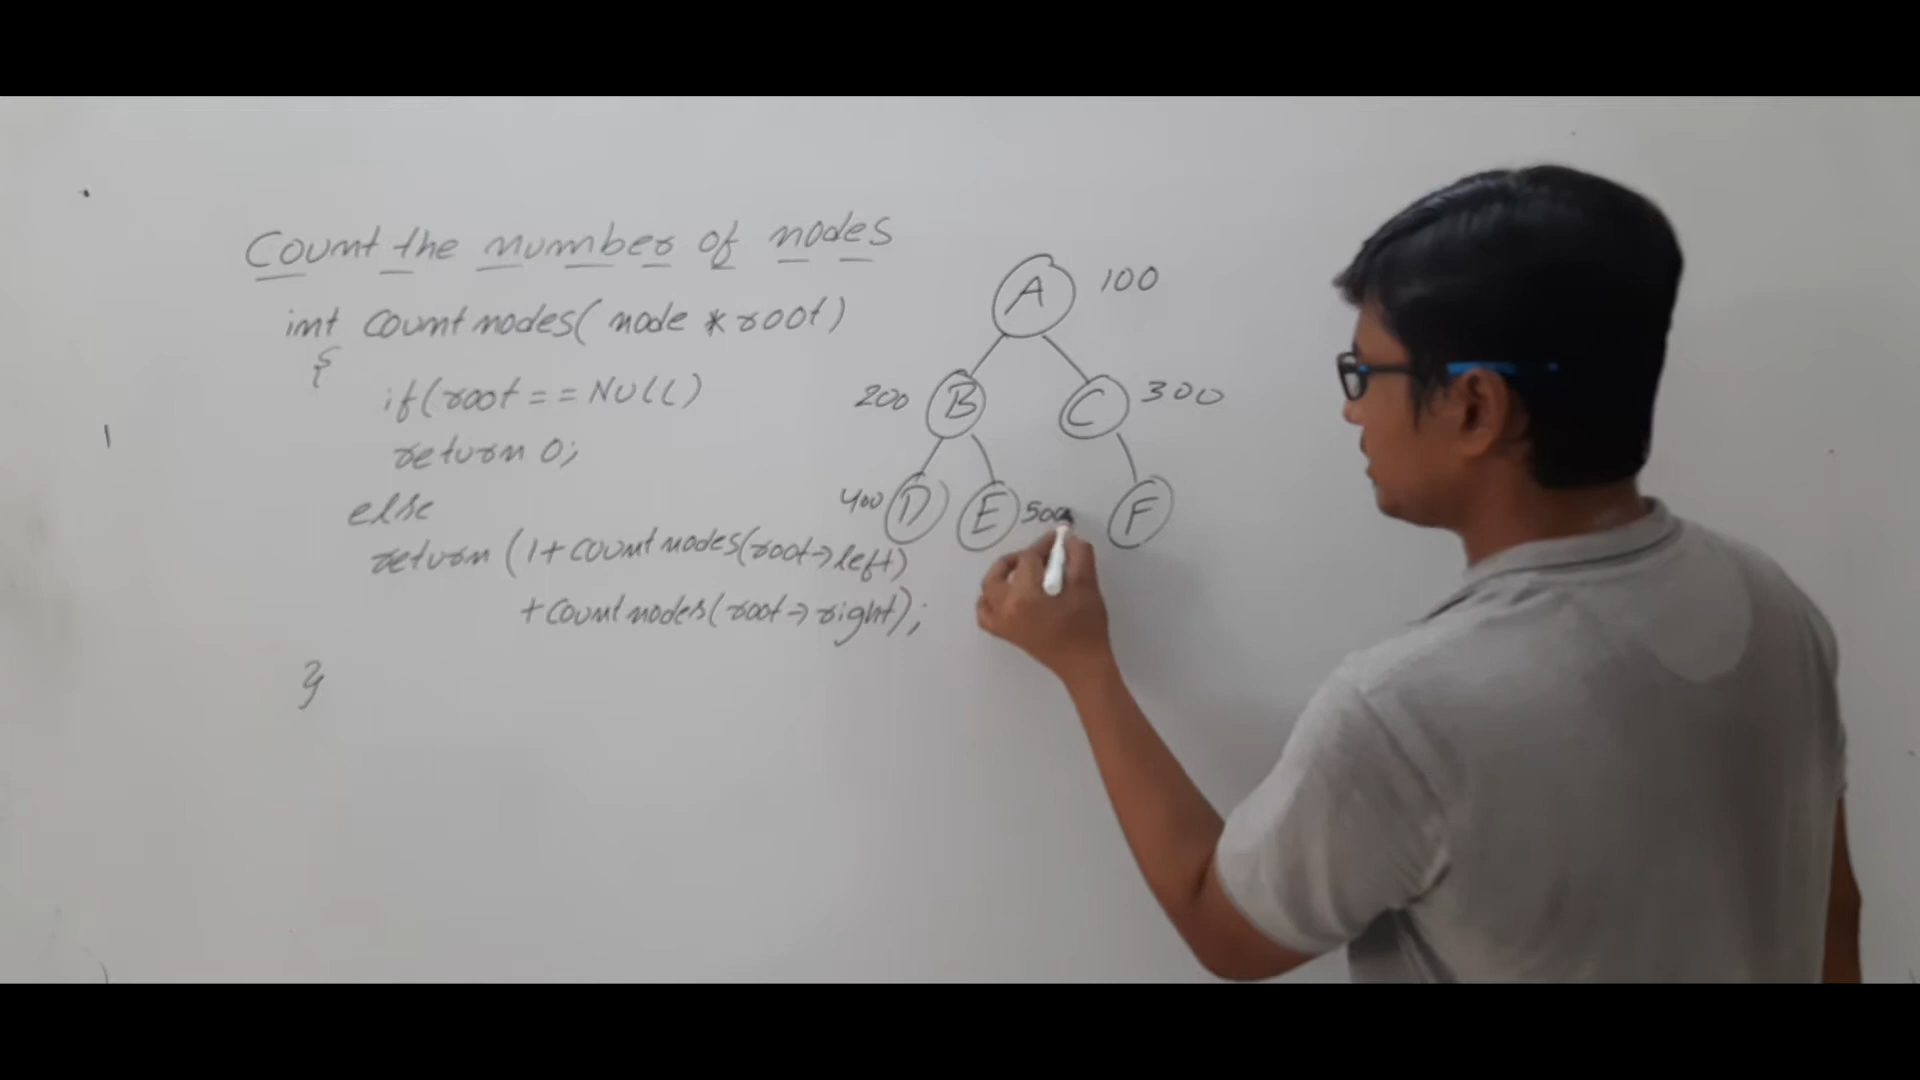 Count the number of nodes
int countnodes(node *root)
{
if(root==NULL)
return 0;
else
return (1+countnodes(root->left)
+countnodes(root->right);
}
A 100
200 B C 300
400 D E 500 F